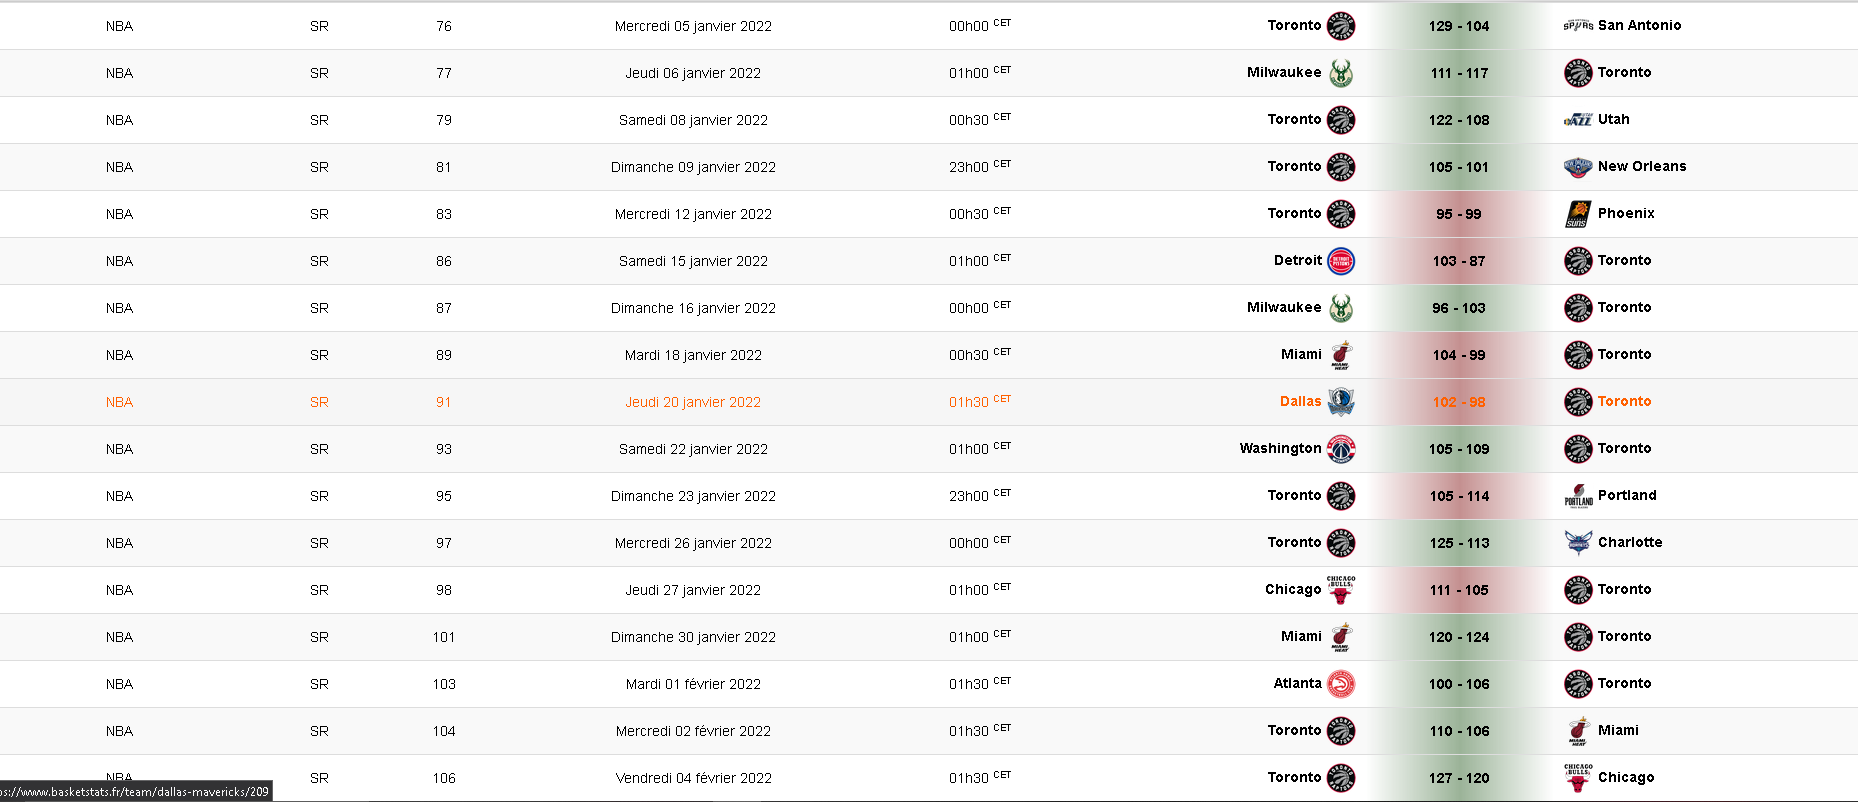 NBA SR 76 Mercredi 05 janvier 2022 00h00 CET Toronto 129 - 104 San Antonio
NBA SR 77 Jeudi 06 janvier 2022 01h00 CET Milwaukee 111 - 117 Toronto
NBA SR 79 Samedi 08 janvier 2022 00h30 CET Toronto 122 - 108 Utah
NBA SR 81 Dimanche 09 janvier 2022 23h00 CET Toronto 105 - 101 New Orleans
NBA SR 83 Mercredi 12 janvier 2022 00h30 CET Toronto 95 - 99 Phoenix
NBA SR 86 Samedi 15 janvier 2022 01h00 CET Detroit 103 - 87 Toronto
NBA SR 87 Dimanche 16 janvier 2022 00h00 CET Milwaukee 96 - 103 Toronto
NBA SR 89 Mardi 18 janvier 2022 00h30 CET Miami 104 - 99 Toronto
NBA SR 91 Jeudi 20 janvier 2022 01h30 CET Dallas 102 - 98 Toronto
NBA SR 93 Samedi 22 janvier 2022 01h00 CET Washington 105 - 109 Toronto
NBA SR 95 Dimanche 23 janvier 2022 23h00 CET Toronto 105 - 114 Portland
NBA SR 97 Mercredi 26 janvier 2022 00h00 CET Toronto 125 - 113 Charlotte
NBA SR 98 Jeudi 27 janvier 2022 01h00 CET Chicago 111 - 105 Toronto
NBA SR 101 Dimanche 30 janvier 2022 01h00 CET Miami 120 - 124 Toronto
NBA SR 103 Mardi 01 février 2022 01h30 CET Atlanta 100 - 106 Toronto
NBA SR 104 Mercredi 02 février 2022 01h30 CET Toronto 110 - 106 Miami
NBA SR 106 Vendredi 04 février 2022 01h30 CET Toronto 127 - 120 Chicago
ps://www.basketstats.fr/team/dallas-mavericks/209